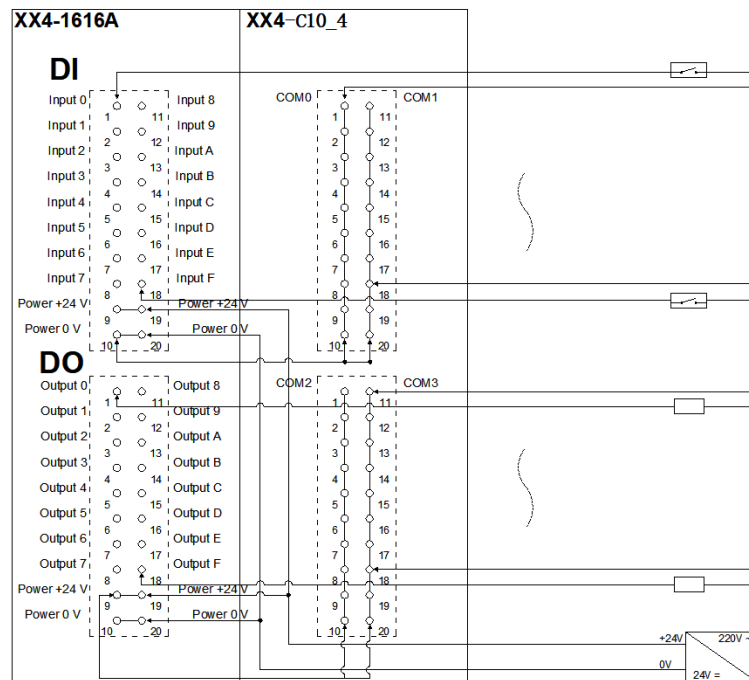 XX4-1616A XX4-C10_4
DI
Input 0 Input 8 COM0 COM1
1 11 1 11
Input 1 Input 9
2 12 2 12
Input 2 Input A
3 13 3 13
Input 3 Input B
4 14 4 14
Input 4 Input C
5 15 5 15
Input 5 Input D
6 16 6 16
Input 6 Input E
7 17 7 17
Input 7 Input F
8 18 8 18
Power +24 V Power +24 V
9 19 9 19
Power 0 V Power 0 V
10 20 10 20
DO
Output 0 Output 8 COM2 COM3
1 11 1 11
Output 1 Output 9
2 12 2 12
Output 2 Output A
3 13 3 13
Output 3 Output B
4 14 4 14
Output 4 Output C
5 15 5 15
Output 5 Output D
6 16 6 16
Output 6 Output E
7 17 7 17
Output 7 Output F
8 18 8 18
Power +24 V Power +24 V
9 19 9 19
Power 0 V Power 0 V
10 20 10 20
+24V 220V ~
0V
24V =